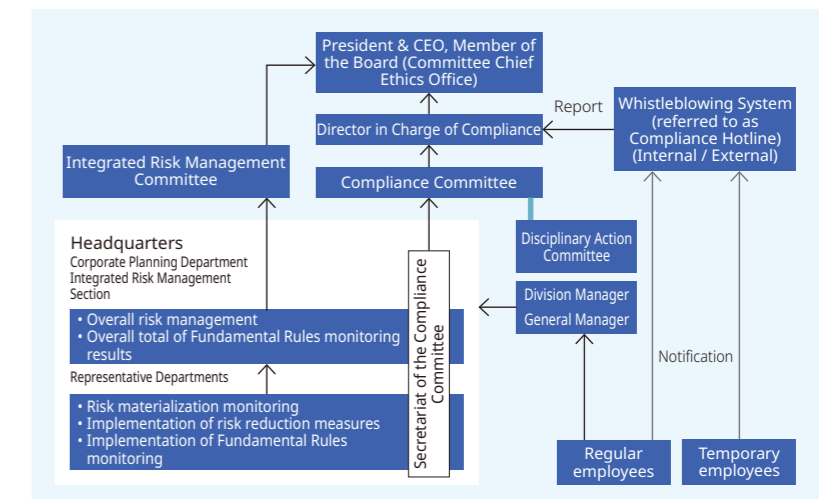 President & CEO, Member of
the Board (Committee Chief
Ethics Office)
Report
Whistleblowing System
(referred to as
Compliance Hotline)
(Internal / External)
Director in Charge of Compliance
Integrated Risk Management
Committee
Compliance Committee
Disciplinary Action
Committee
Headquarters
Corporate Planning Department
Integrated Risk Management
Section
• Overall risk management
• Overall total of Fundamental Rules monitoring
results
Representative Departments
• Risk materialization monitoring
• Implementation of risk reduction measures
• Implementation of Fundamental Rules
monitoring
Secretariat of the Compliance
Committee
Division Manager
General Manager
Notification
Regular
employees
Temporary
employees